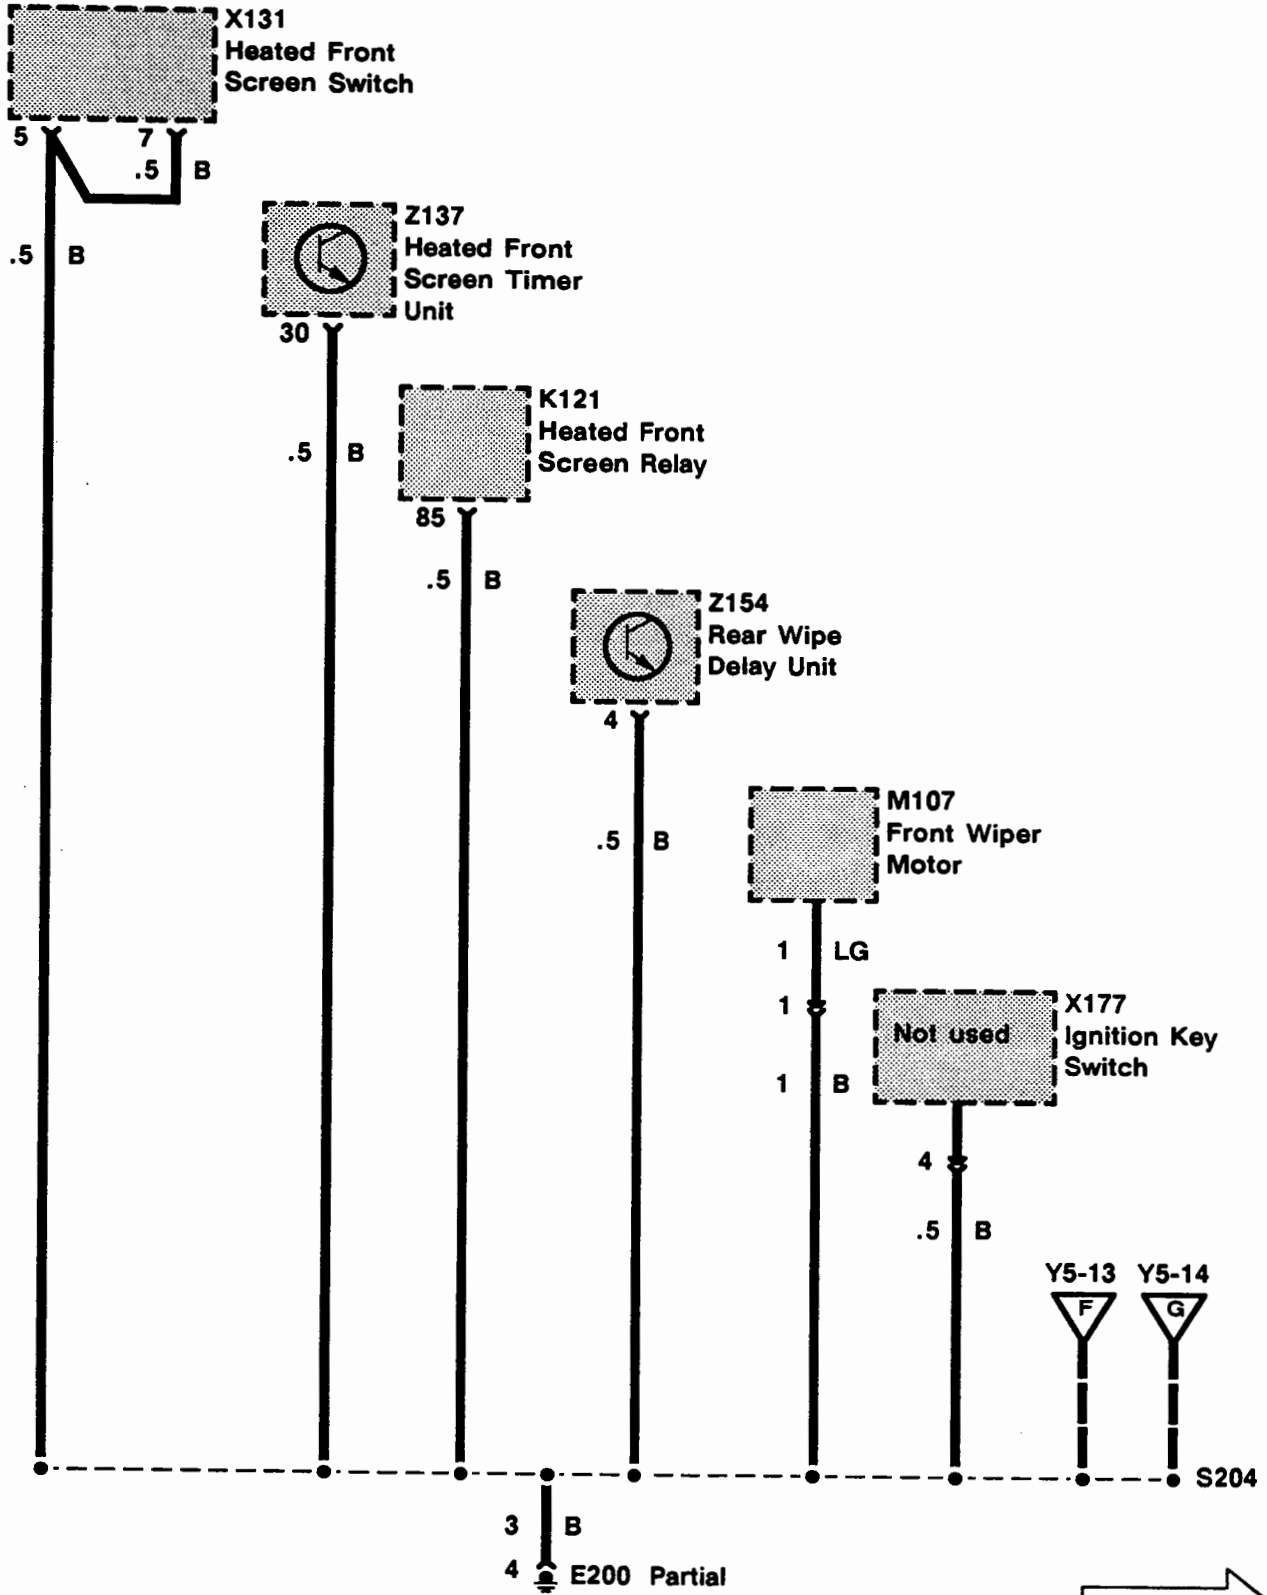 X131
Heated Front
Screen Switch
5
7
.5 B
.5 B
Z137
Heated Front
Screen Timer
Unit
30
.5 B
K121
Heated Front
Screen Relay
85
.5 B
Z154
Rear Wipe
Delay Unit
4
.5 B
M107
Front Wiper
Motor
1 LG
1
1 B
X177
Ignition Key
Switch
Not used
4
.5 B
Y5-13 Y5-14
F G
S204
3 B
4 E200 Partial